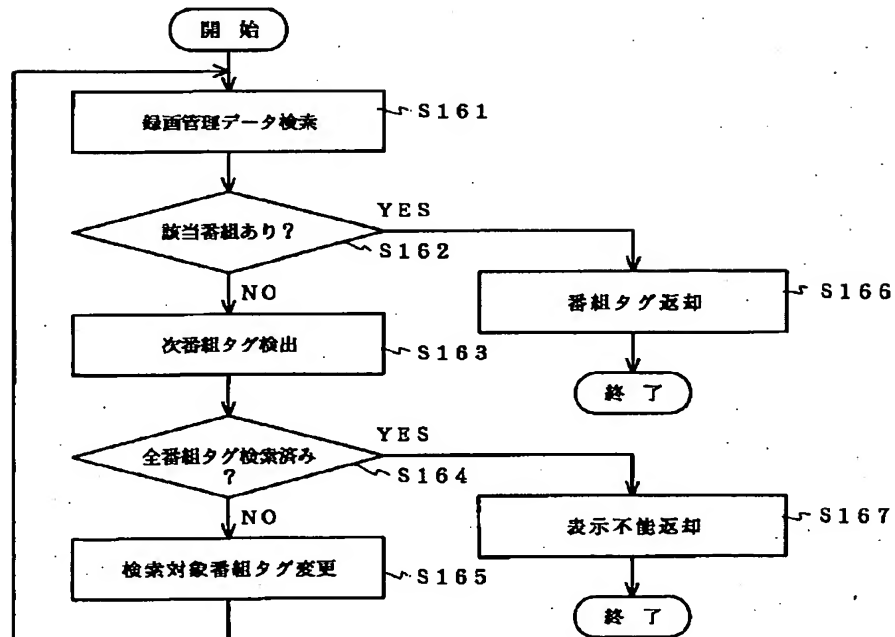 開 始
録画管理データ検索
S161
該当番組あり?
YES
S162
NO
番組タグ返却
S166
次番組タグ検出
S163
終 了
全番組タグ検索済み
?
YES
S164
NO
表示不能返却
S167
検索対象番組タグ変更
S165
終 了